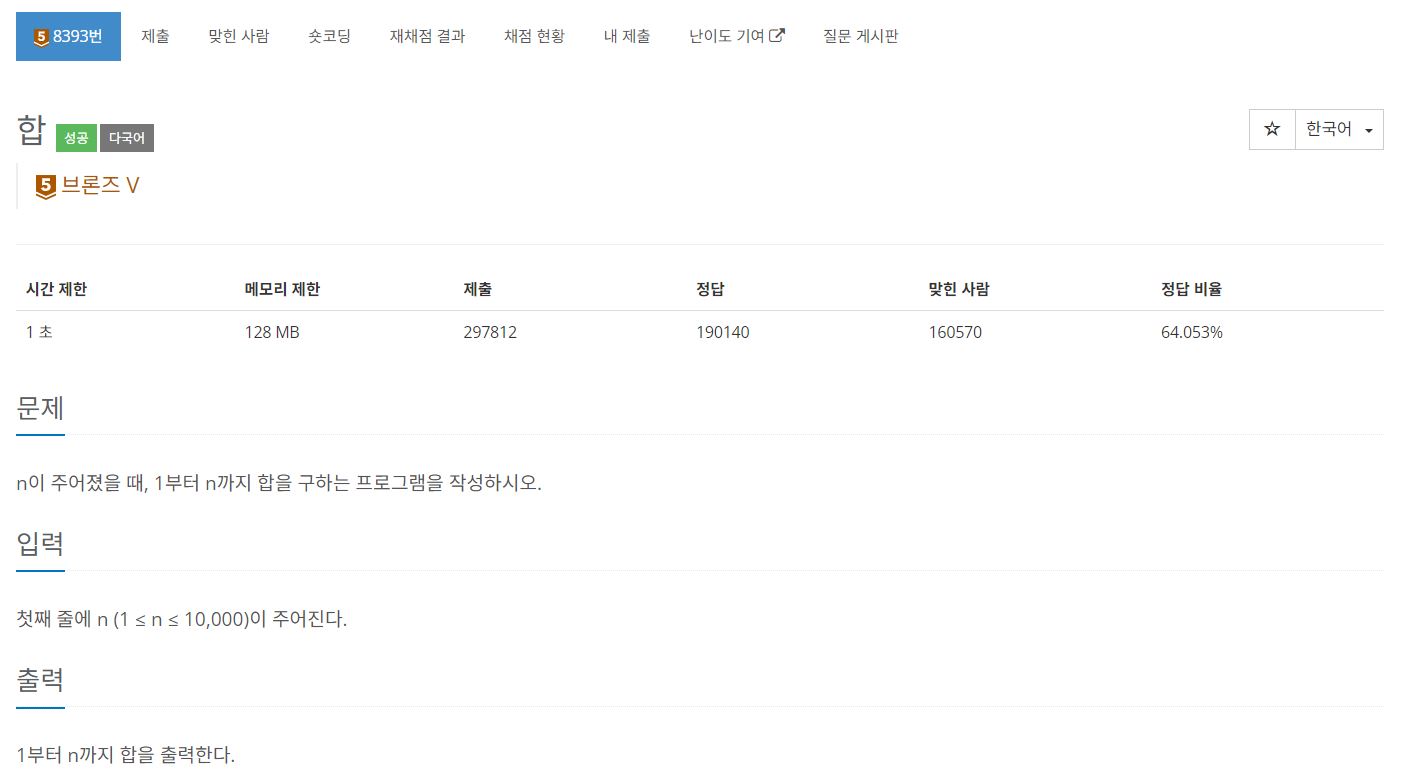 5 8393번 제출 맞힌 사람 숏코딩 재채점 결과 채점 현황 내 제출 난이도 기여 질문 게시판
합 성공 다국어 ☆ 한국어
5 브론즈 V
시간 제한 메모리 제한 제출 정답 맞힌 사람 정답 비율
1 초 128 MB 297812 190140 160570 64.053%
문제
n이 주어졌을 때, 1부터 n까지 합을 구하는 프로그램을 작성하시오.
입력
첫째 줄에 n (1 ≤ n ≤ 10,000)이 주어진다.
출력
1부터 n까지 합을 출력한다.